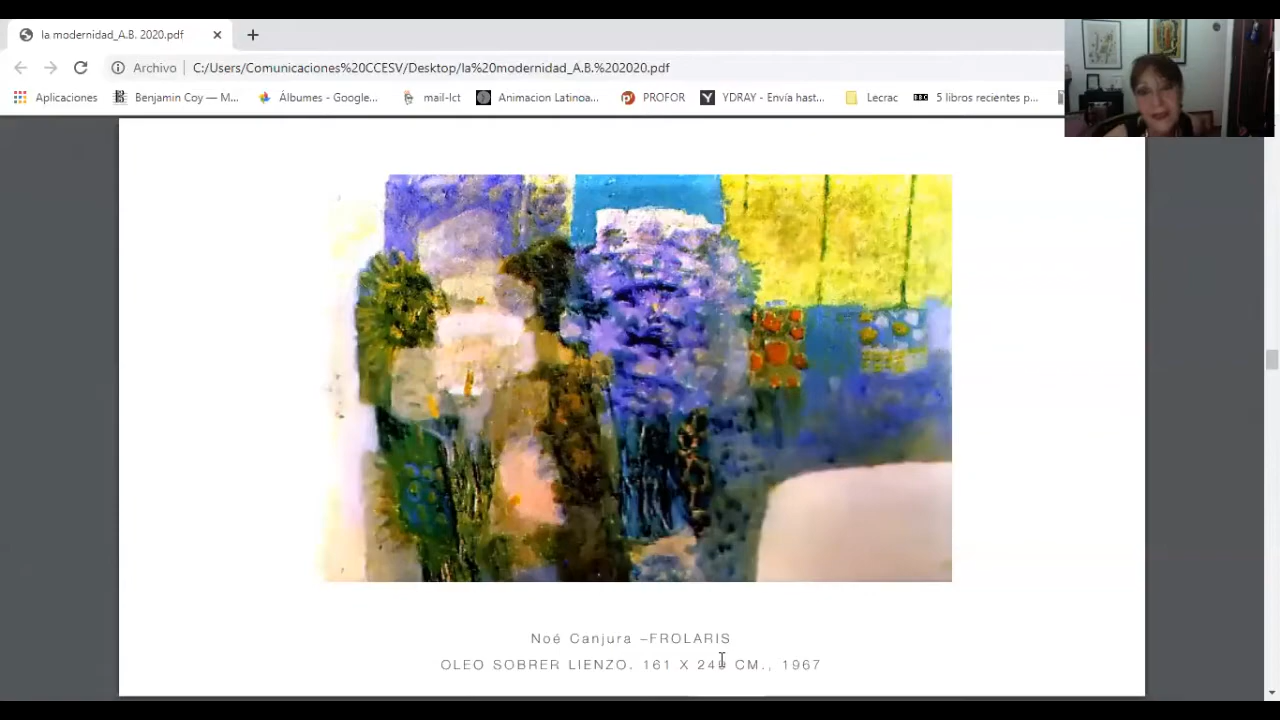 la modernidad_A.B. 2020.pdf
Archivo C:/Users/Comunicaciones%20CCESV/Desktop/la%20modernidad_A.B.%202020.pdf
Aplicaciones Benjamin Coy — M... Álbumes - Google... mail-lct Animacion Latinoa... PROFOR YDRAY - Envía hast... Lecrac BBC 5 libros recientes p...
Noé Canjura –FROLARIS
OLEO SOBRER LIENZO. 161 X CM., 1967